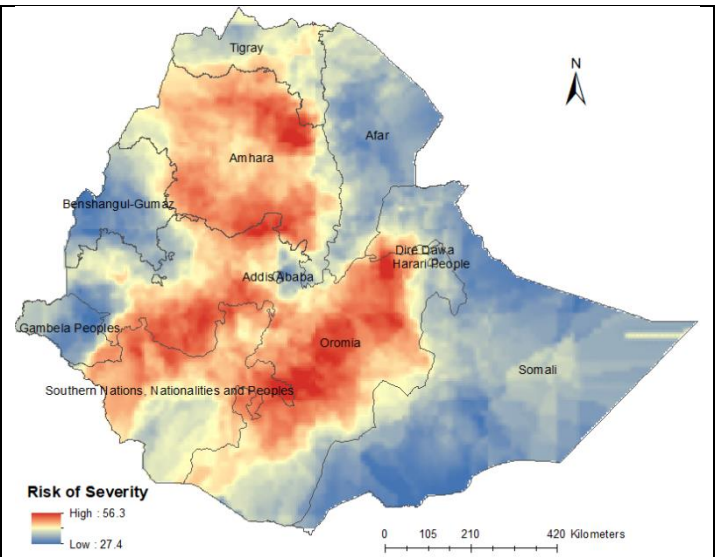 Tigray
N
Afar
Amhara
Benshangul-Gumaz
Dire Dawa
Harari People
Addis Ababa
Gambela Peoples
Oromia
Somali
Southern Nations, Nationalities and Peoples
Risk of Severity
High : 56.3
Low : 27.4
0 105 210 420 Kilometers